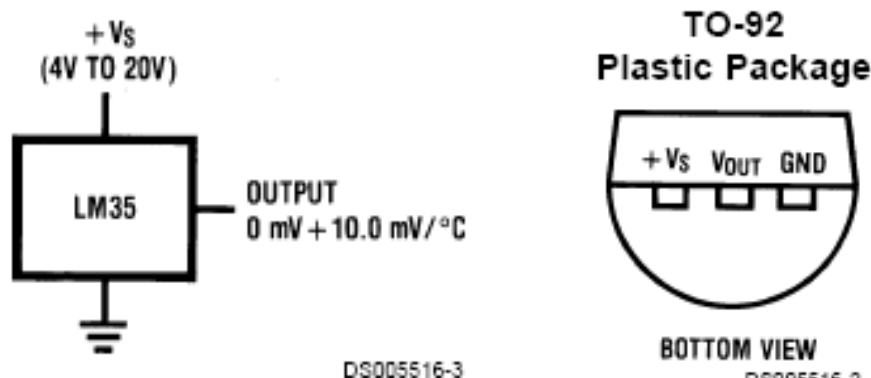 +VS
(4V TO 20V)
LM35
OUTPUT
0 mV + 10.0 mV/°C
DS005516-3
TO-92
Plastic Package
+VS VOUT GND
BOTTOM VIEW